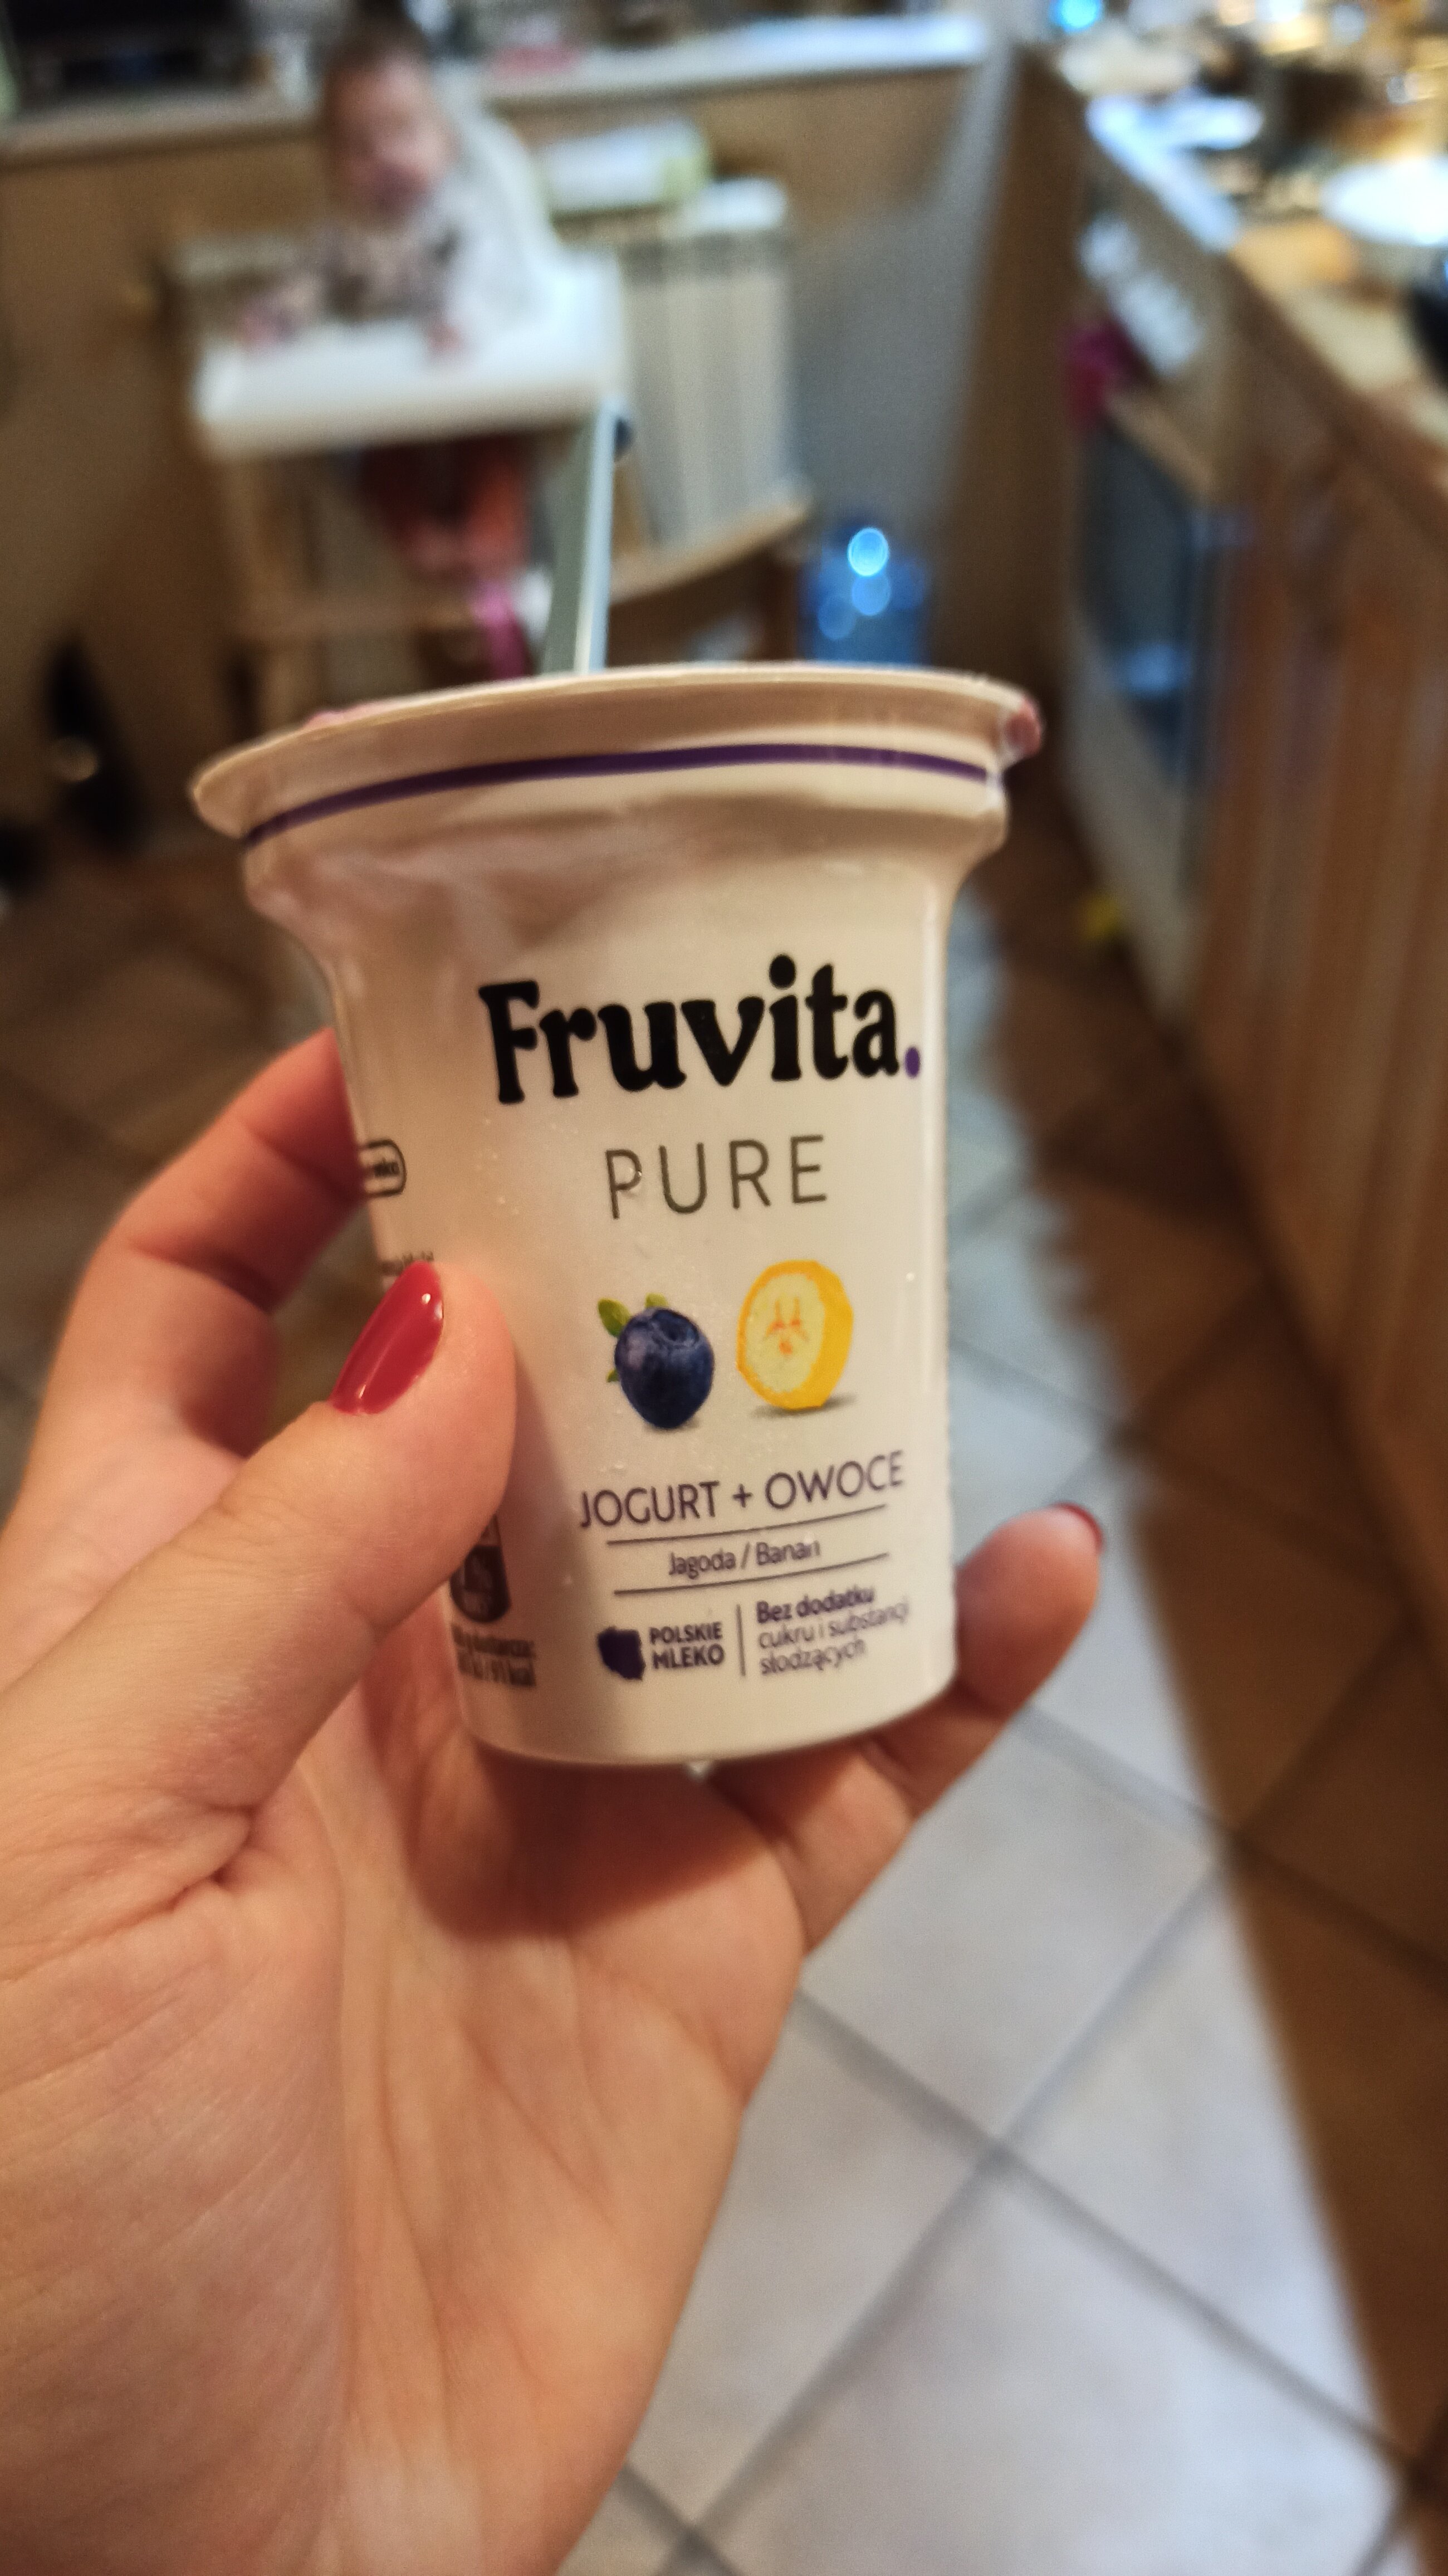 Fruvita.
PURE
JOGURT + OWOCE
Jagoda / Banan
POLSKIE
MLEKO
Bez dodatku
cukru i substancji
słodzących